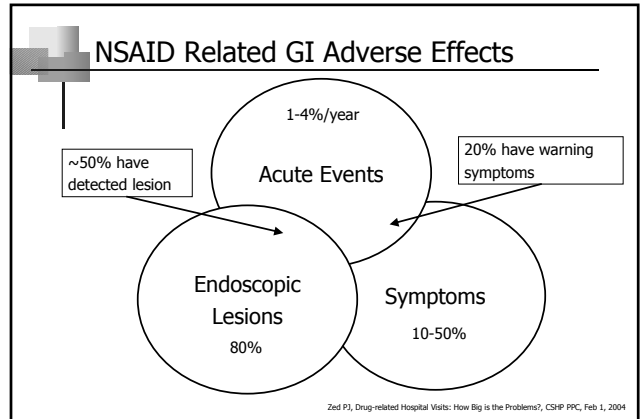 NSAID Related GI Adverse Effects
1-4%/year
Acute Events
~50% have
detected lesion
20% have warning
symptoms
Endoscopic
Lesions
80%
Symptoms
10-50%
Zed PJ, Drug-related Hospital Visits: How Big is the Problems?, CSHP PPC, Feb 1, 2004